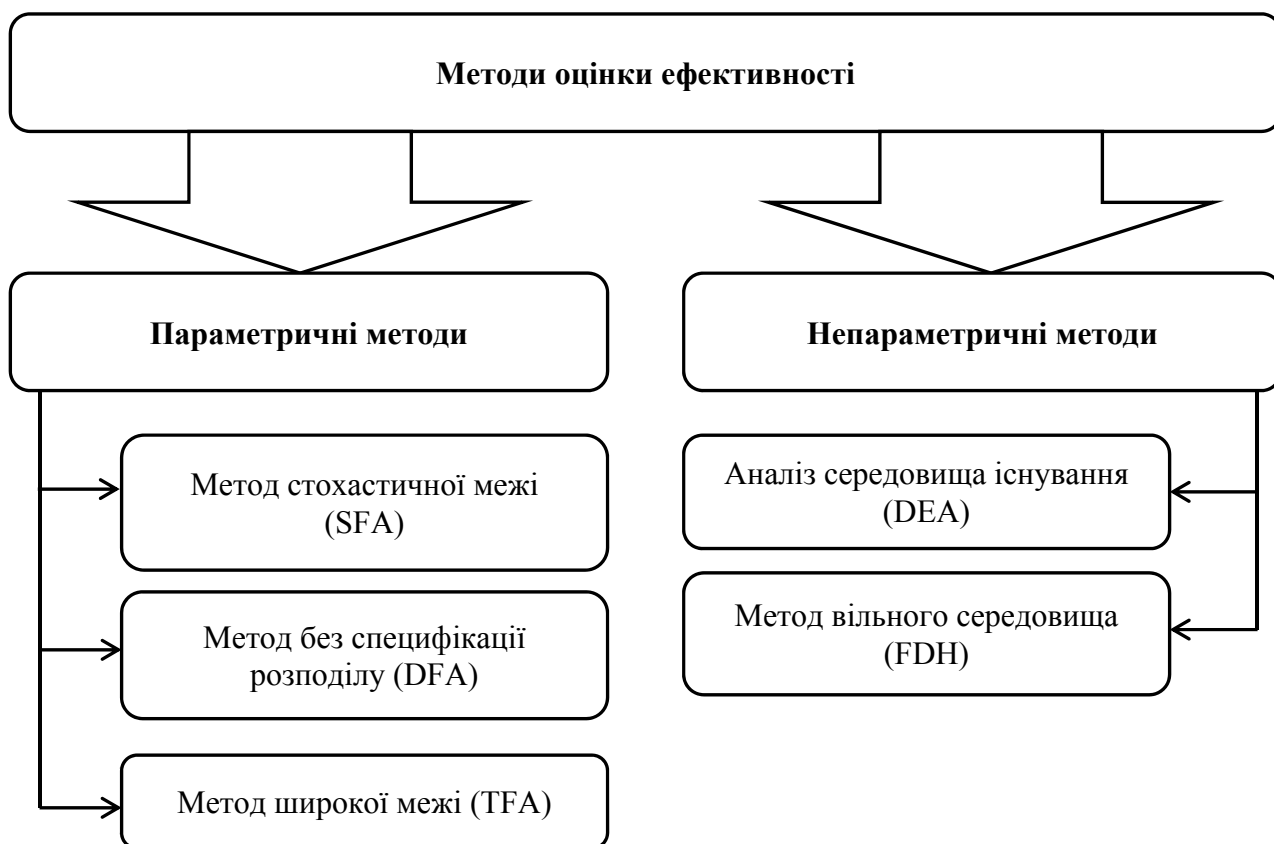 Методи оцінки ефективності
Параметричні методи
Непараметричні методи
Метод стохастичної межі
(SFA)
Метод без специфікації
розподілу (DFA)
Метод широкої межі (TFA)
Аналіз середовища існування
(DEA)
Метод вільного середовища
(FDH)